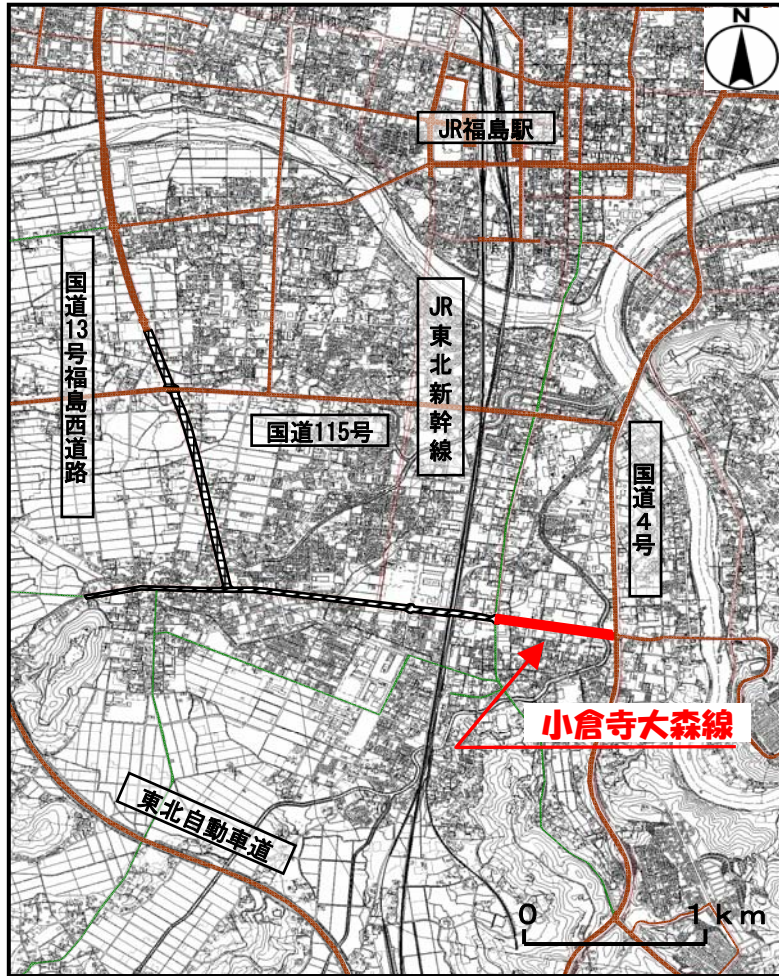 N
JR福島駅
国道13号福島西道路
JR東北新幹線
国道115号
国道4号
小倉寺大森線
東北自動車道
0 1km